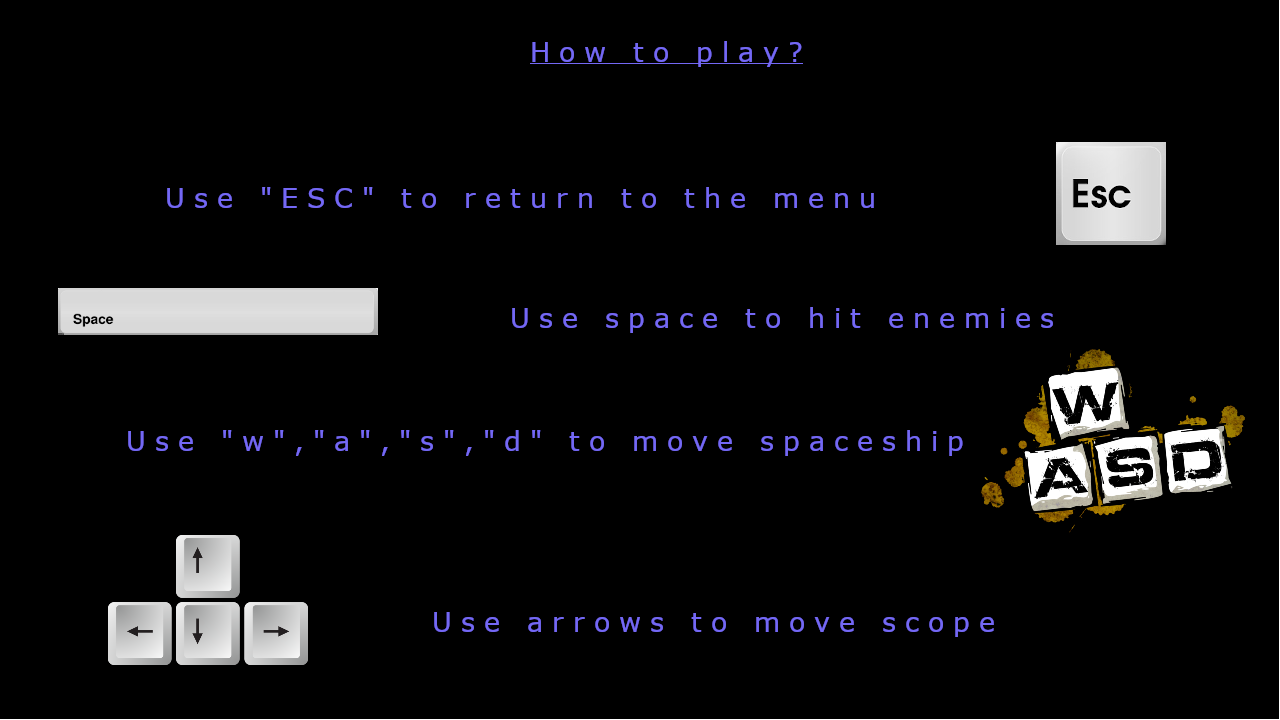 How to play?
Use "ESC" to return to the menu
Esc
Space
Use space to hit enemies
W
Use "w","a","s","d" to move spaceship
A S D
↑
← ↓ →
Use arrows to move scope